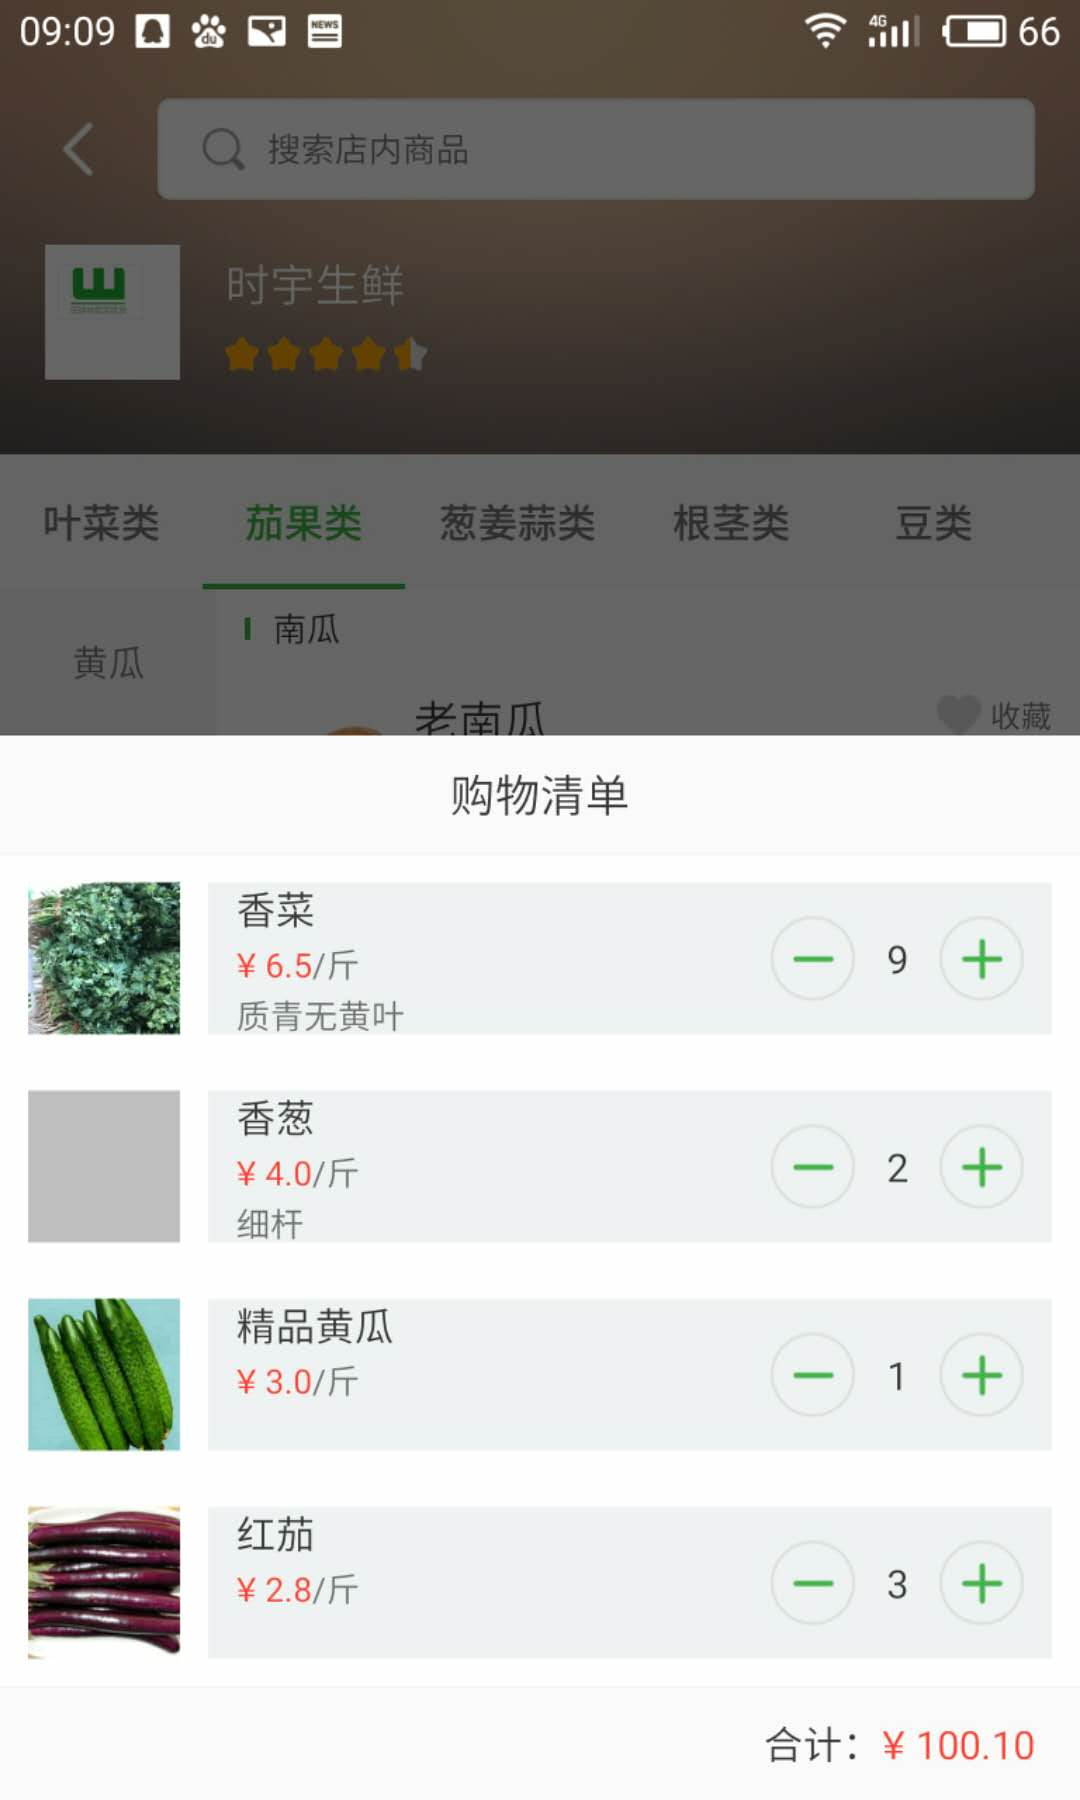 09:09 du NEWS 4G 66
搜索店内商品
时宇生鲜
叶菜类 茄果类 葱姜蒜类 根茎类 豆类
黄瓜
南瓜
老南瓜 收藏
购物清单
香菜
¥ 6.5/斤
质青无黄叶
9
香葱
¥ 4.0/斤
细杆
2
精品黄瓜
¥ 3.0/斤
1
红茄
¥ 2.8/斤
3
合计：¥ 100.10